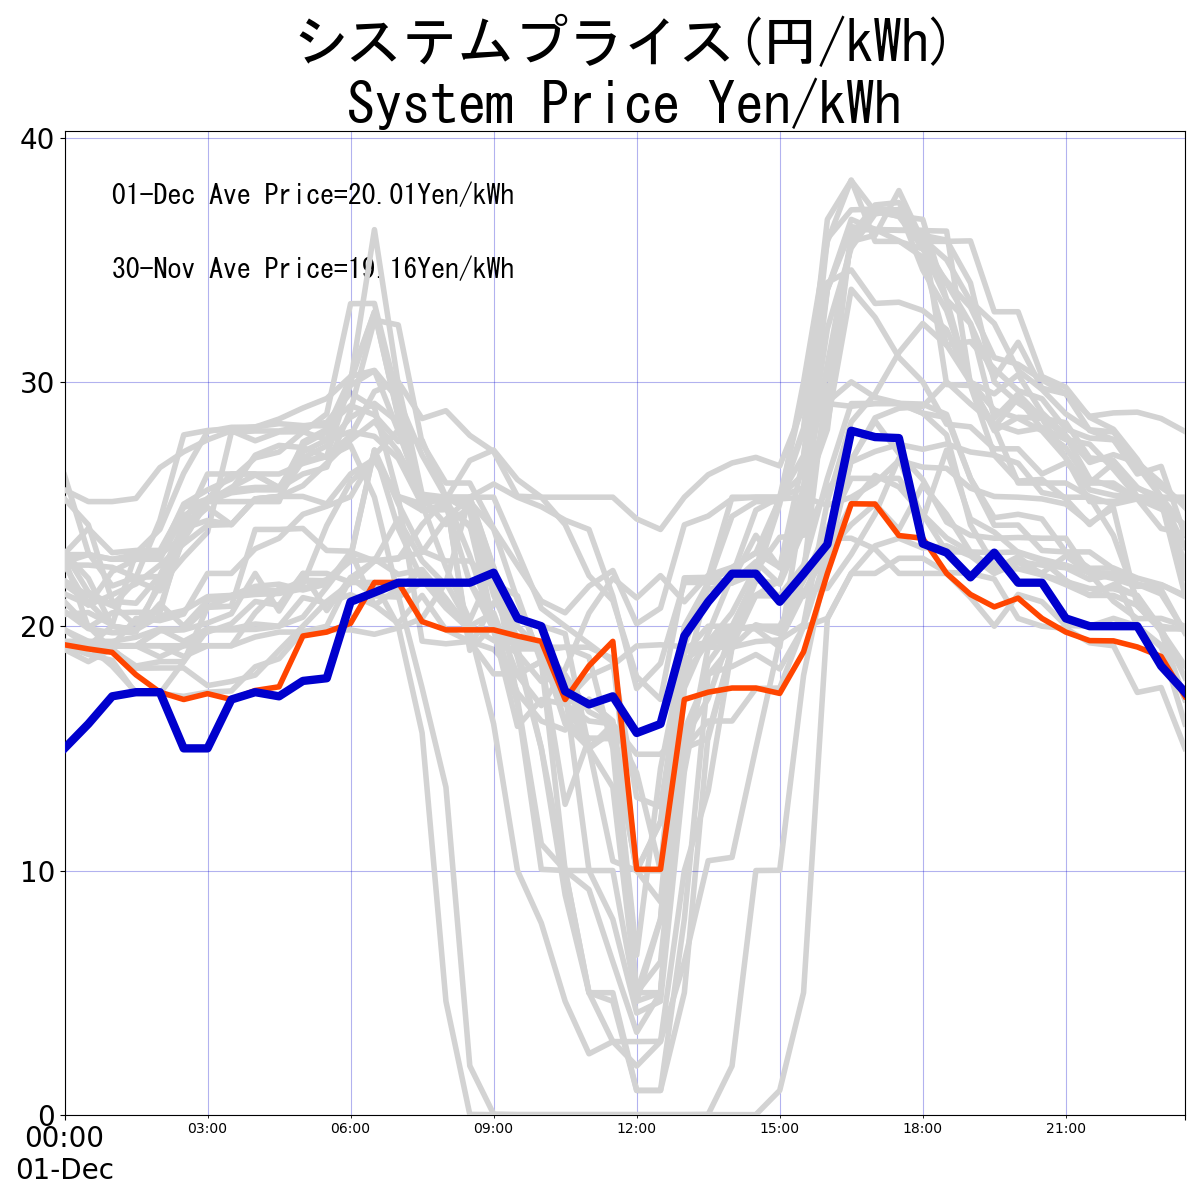 システムプライス(円/kWh)
System Price Yen/kWh
40
01-Dec Ave Price=20.01Yen/kWh
30-Nov Ave Price=19.16Yen/kWh
30
20
10
0
00:00 03:00 06:00 09:00 12:00 15:00 18:00 21:00
01-Dec